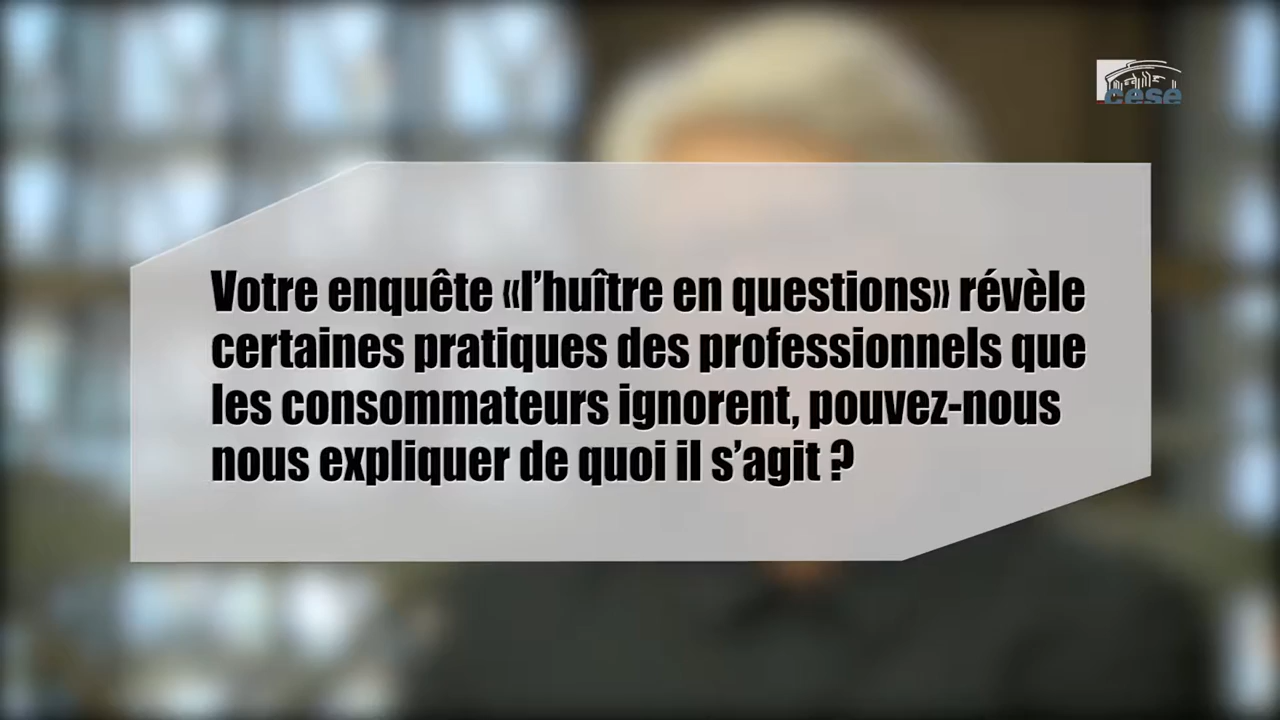 cese
Votre enquête «l’huître en questions» révèle
certaines pratiques des professionnels que
les consommateurs ignorent, pouvez-nous
nous expliquer de quoi il s’agit ?